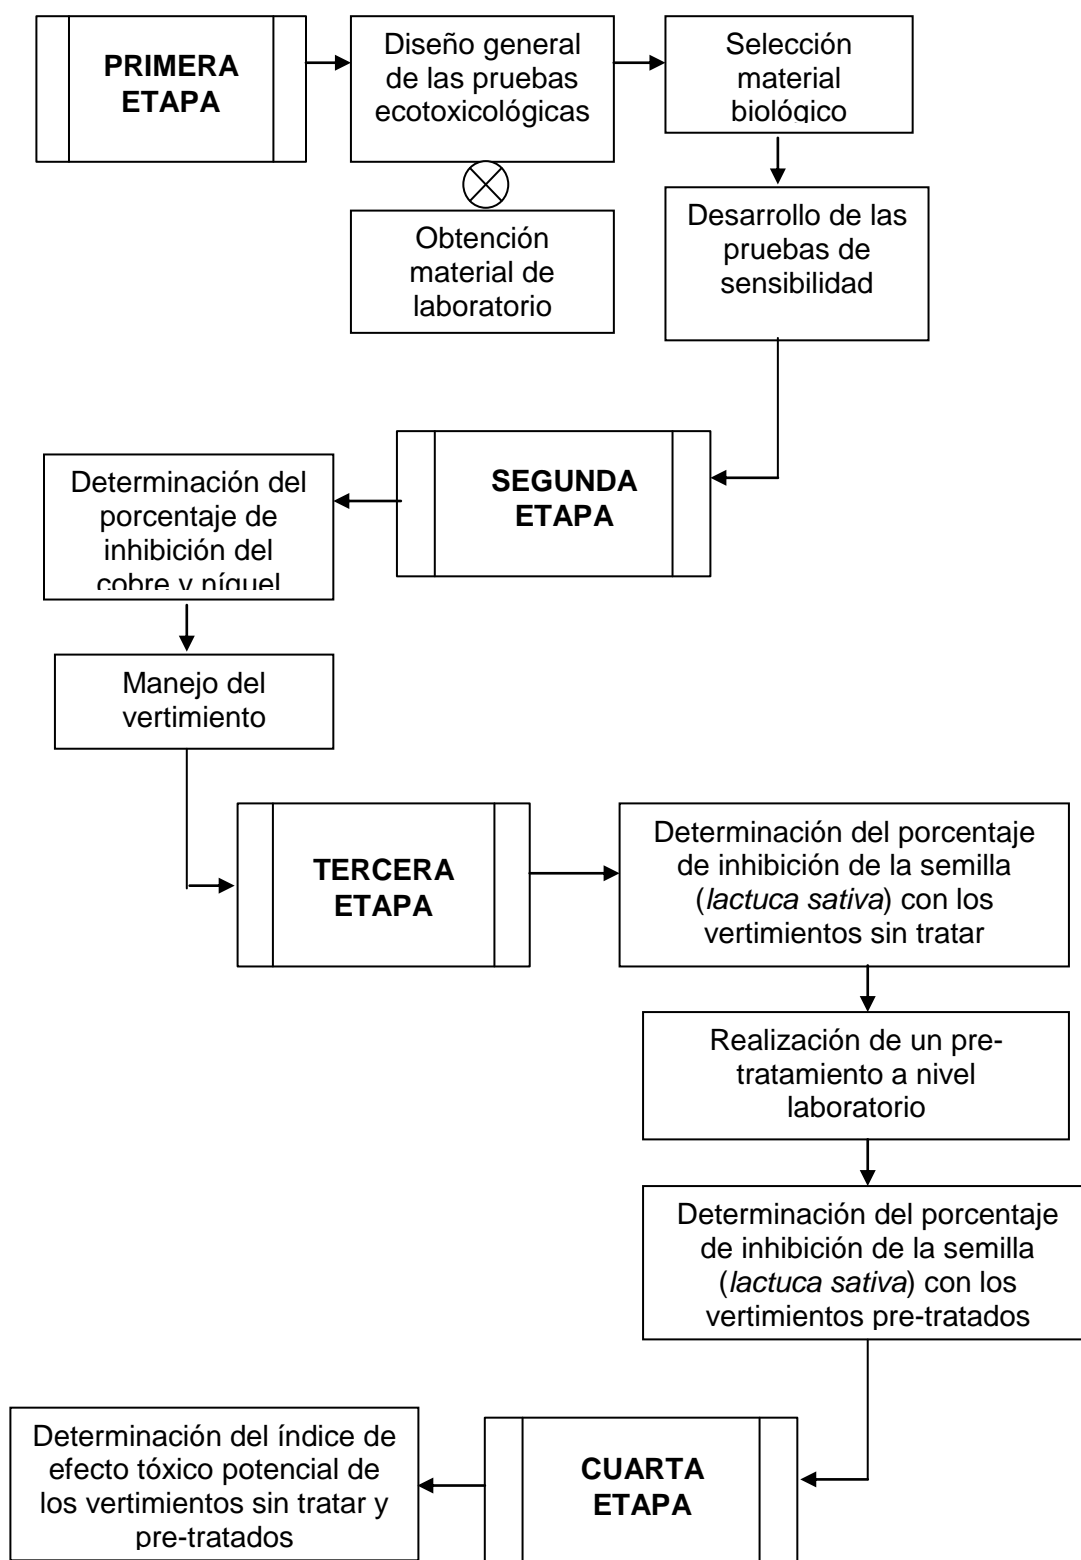 PRIMERA
ETAPA
Diseño general
de las pruebas
ecotoxicológicas
Selección
material
biológico
Obtención
material de
laboratorio
Desarrollo de las
pruebas de
sensibilidad
SEGUNDA
ETAPA
Determinación del
porcentaje de
inhibición del
cobre y níquel
Manejo del
vertimiento
TERCERA
ETAPA
Determinación del porcentaje
de inhibición de la semilla
(lactuca sativa) con los
vertimientos sin tratar
Realización de un pre-
tratamiento a nivel
laboratorio
Determinación del porcentaje
de inhibición de la semilla
(lactuca sativa) con los
vertimientos pre-tratados
CUARTA
ETAPA
Determinación del índice de
efecto tóxico potencial de
los vertimientos sin tratar y
pre-tratados